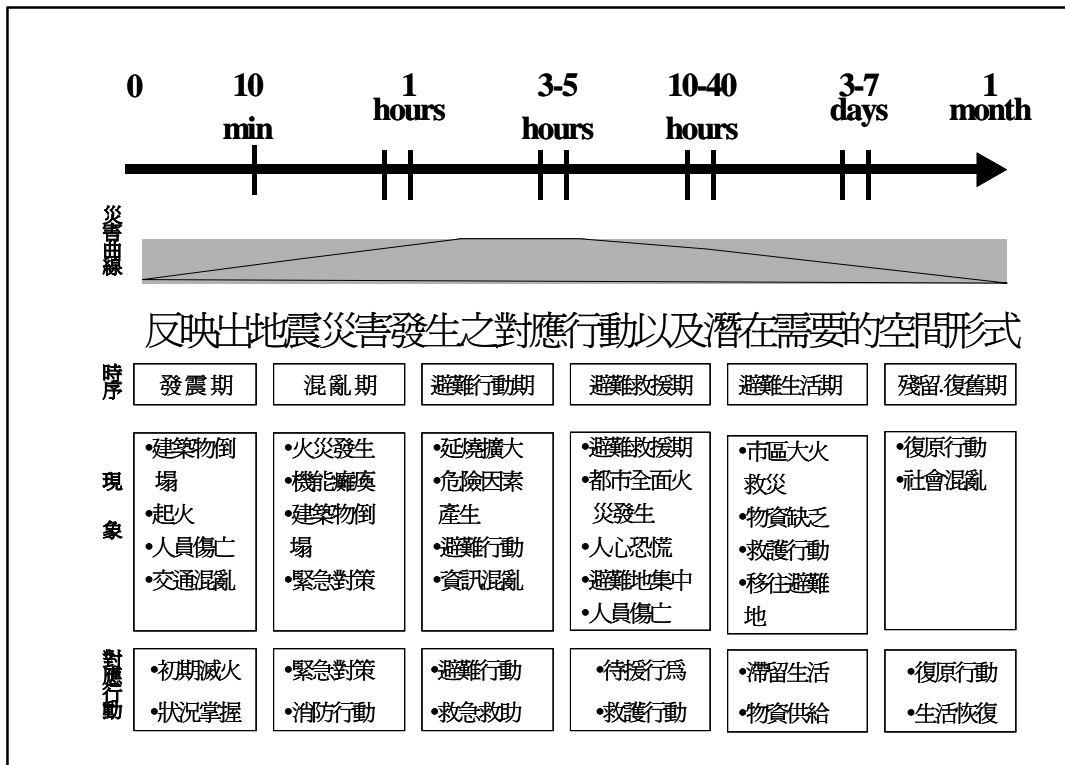 0
10
min
1
hours
3-5
hours
10-40
hours
3-7
days
1
month
災害曲線
反映出地震災害發生之對應行動以及潛在需要的空間形式
時序
發震期
混亂期
避難行動期
避難救援期
避難生活期
殘留.復舊期
現象
•建築物倒
塌
•起火
•人員傷亡
•交通混亂
•火災發生
•機能癱瘓
•建築物倒
塌
•緊急對策
•延燒擴大
•危險因素
產生
•避難行動
•資訊混亂
•避難救援期
•都市全面火
災發生
•人心恐慌
•避難地集中
•人員傷亡
•市區大火
救災
•物資缺乏
•救護行動
•移往避難
地
•復原行動
•社會混亂
對應行動
•初期滅火
•狀況掌握
•緊急對策
•消防行動
•避難行動
•救急救助
•待援行為
•救護行動
•滯留生活
•物資供給
•復原行動
•生活恢復